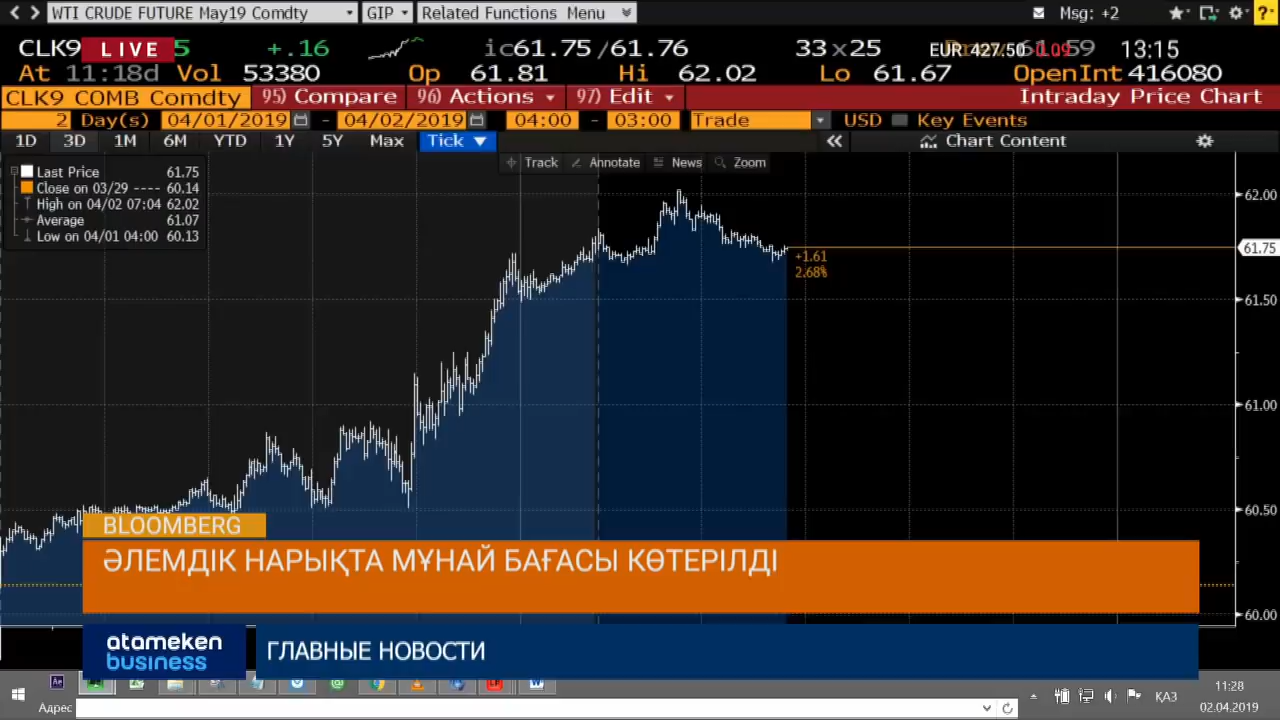 WTI CRUDE FUTURE May19 Comdty GIP Related Functions Menu Msg: +2
CLK9 LIVE 5 +.16 ic61.75/61.76 33x25 EUR 427.50 0.09 13:15
At 11:18d Vol 53380 Op 61.81 Hi 62.02 Lo 61.67 OpenInt 416080
CLK9 COMB Comdty 95) Compare 96) Actions 97) Edit Intraday Price Chart
2 Day(s) 04/01/2019 - 04/02/2019 04:00 - 03:00 Trade USD Key Events
1D 3D 1M 6M YTD 1Y 5Y Max Tick « Chart Content
Track Annotate News Zoom
Last Price 61.75
Close on 03/29 ---- 60.14
High on 04/02 07:04 62.02
Average 61.07
Low on 04/01 04:00 60.13
62.00
61.75
+1.61
2.68%
61.50
61.00
60.50
60.00
BLOOMBERG
ӘЛЕМДІК НАРЫҚТА МҰНАЙ БАҒАСЫ КӨТЕРІЛДІ
atameken
business
ГЛАВНЫЕ НОВОСТИ
Ae
Адрес
ҚАЗ
11:28
02.04.2019